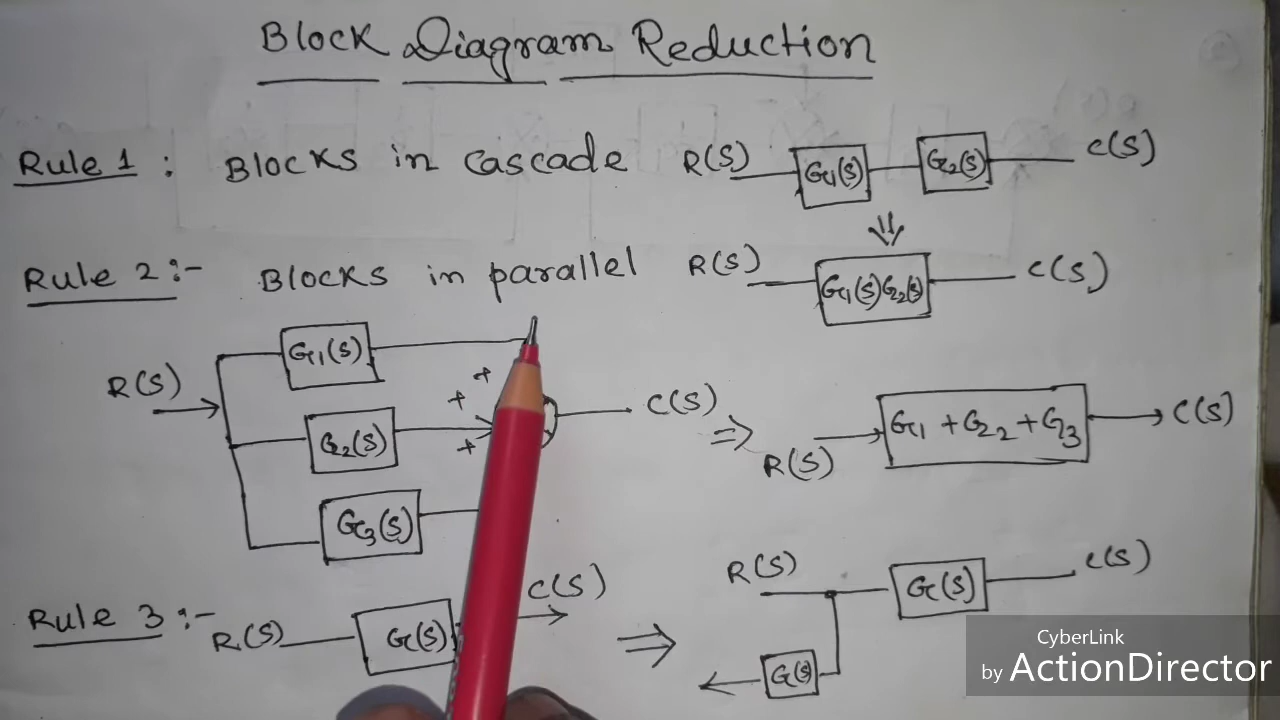 Block Diagram Reduction
Rule 1 : Blocks in cascade R(S) G1(S) G2(S) C(S)
Rule 2 :- Blocks in parallel R(S) G1(S)G2(S) C(S)
G1(S)
R(S) + + + G2(S) C(S) ⇒ R(S) G1 + G2 + G3 C(S)
G3(S)
Rule 3 :- R(S) G(S) C(S) ⇒ R(S) G(S) C(S)
G(S)
CyberLink
by ActionDirector